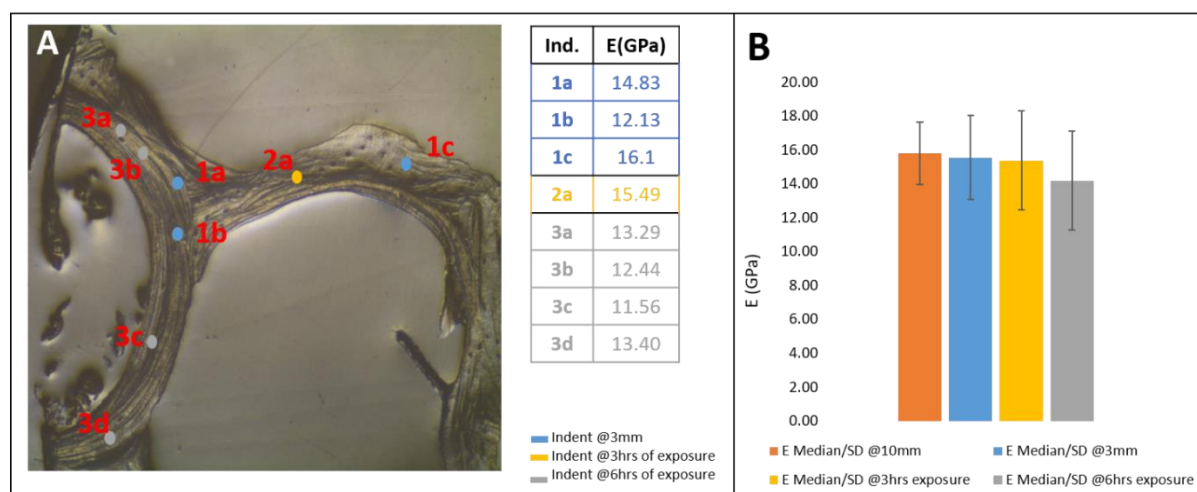 A
3a
3b
1a
2a
1c
1b
3c
3d
Ind. E(GPa)
1a 14.83
1b 12.13
1c 16.1
2a 15.49
3a 13.29
3b 12.44
3c 11.56
3d 13.40
Indent @3mm
Indent @3hrs of exposure
Indent @6hrs of exposure
B
E (GPa)
20.00
18.00
16.00
14.00
12.00
10.00
8.00
6.00
4.00
2.00
0.00
E Median/SD @10mm
E Median/SD @3mm
E Median/SD @3hrs exposure
E Median/SD @6hrs exposure